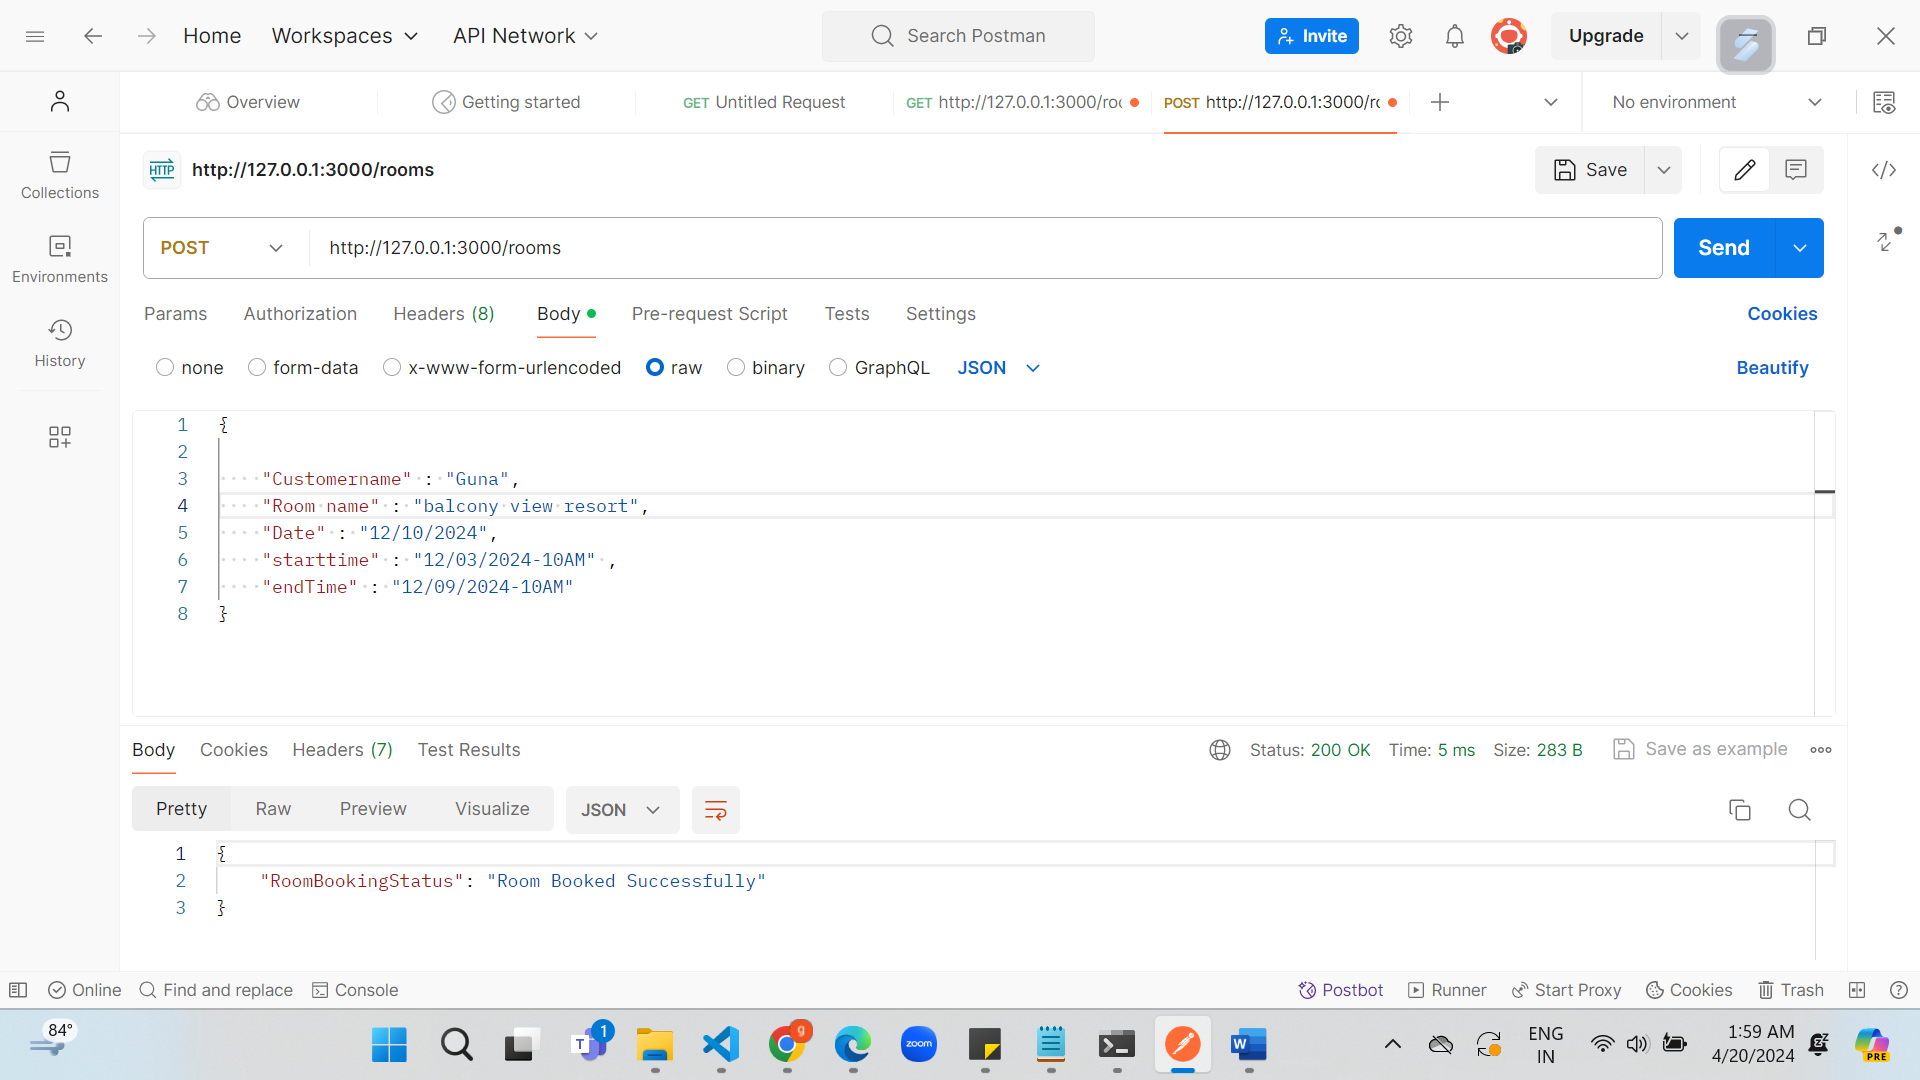 Home
Workspaces
API Network
Search Postman
Invite
Upgrade
Overview
Getting started
GET Untitled Request
GET http://127.0.0.1:3000/roo
POST http://127.0.0.1:3000/r
No environment
Collections
Environments
History
HTTP http://127.0.0.1:3000/rooms
Save
POST http://127.0.0.1:3000/rooms
Send
Params Authorization Headers (8) Body Pre-request Script Tests Settings Cookies
none form-data x-www-form-urlencoded raw binary GraphQL JSON Beautify
1 {
2
3 "Customername" : "Guna",
4 "Room name" : "balcony view resort",
5 "Date" : "12/10/2024",
6 "starttime" : "12/03/2024-10AM" ,
7 "endTime" : "12/09/2024-10AM"
8 }
Body Cookies Headers (7) Test Results Status: 200 OK Time: 5 ms Size: 283 B Save as example
Pretty Raw Preview Visualize JSON
1 {
2 "RoomBookingStatus": "Room Booked Successfully"
3 }
Online Find and replace Console Postbot Runner Start Proxy Cookies Trash
84°
T
1
g
zoom
W
ENG
IN
1:59 AM
4/20/2024
PRE